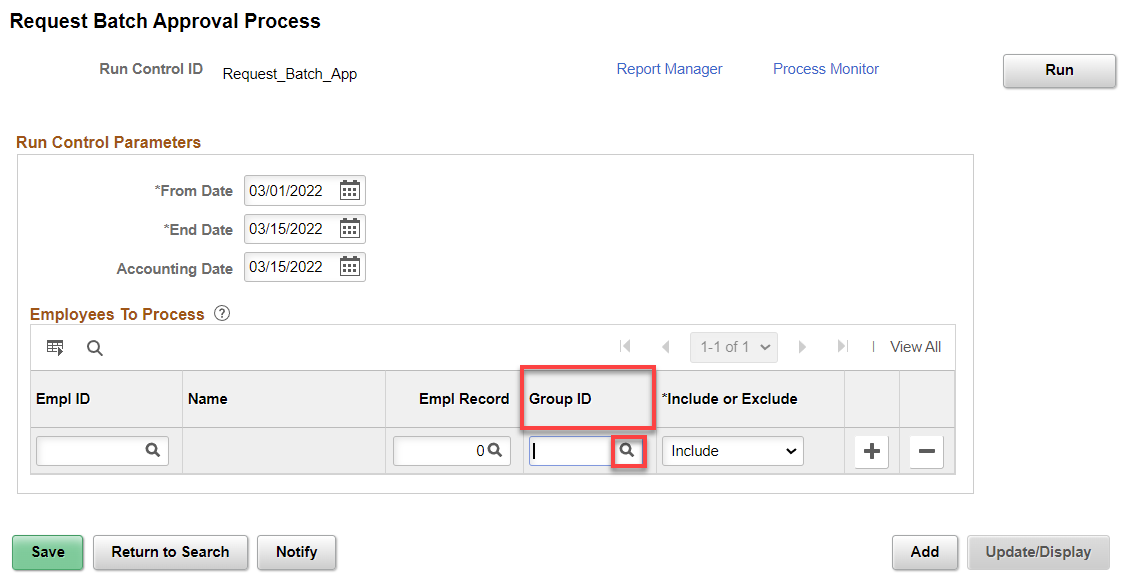 Request Batch Approval Process
Run Control ID Request_Batch_App Report Manager Process Monitor Run
Run Control Parameters
*From Date 03/01/2022
*End Date 03/15/2022
Accounting Date 03/15/2022
Employees To Process ?
1-1 of 1 | View All
Empl ID Name Empl Record Group ID *Include or Exclude
0 Include
Save Return to Search Notify Add Update/Display